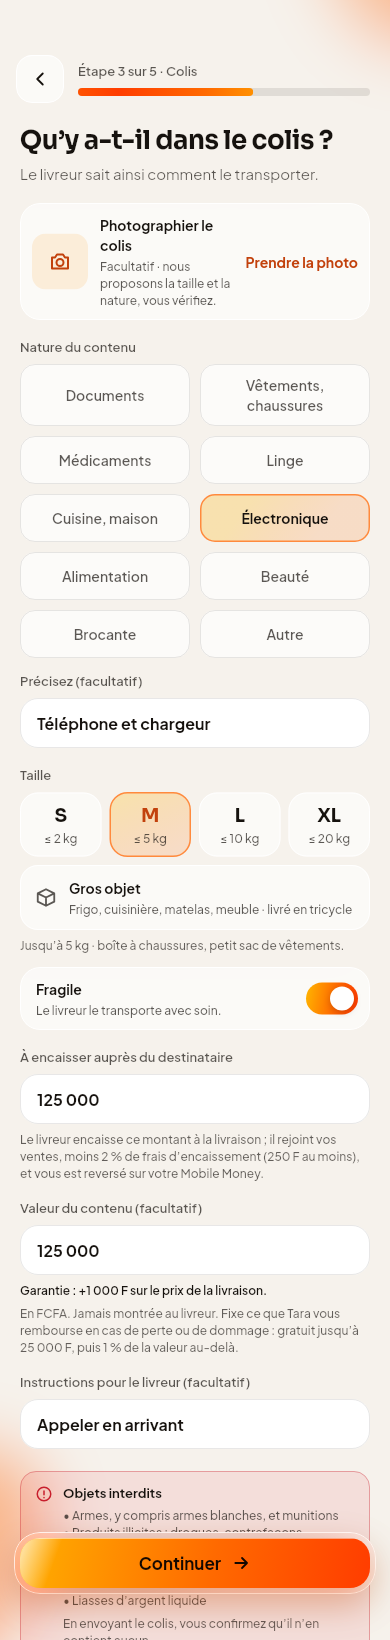 Étape 3 sur 5 · Colis
Qu’y a-t-il dans le colis ?
Le livreur sait ainsi comment le transporter.
Photographier le
colis
Facultatif · nous
proposons la taille et la
nature, vous vérifiez.
Prendre la photo
Nature du contenu
Documents
Vêtements,
chaussures
Médicaments
Linge
Cuisine, maison
Électronique
Alimentation
Beauté
Brocante
Autre
Précisez (facultatif)
Téléphone et chargeur
Taille
S
≤ 2 kg
M
≤ 5 kg
L
≤ 10 kg
XL
≤ 20 kg
Gros objet
Frigo, cuisinière, matelas, meuble · livré en tricycle
Jusqu’à 5 kg · boîte à chaussures, petit sac de vêtements.
Fragile
Le livreur le transporte avec soin.
À encaisser auprès du destinataire
125 000
Le livreur encaisse ce montant à la livraison ; il rejoint vos
ventes, moins 2 % de frais d’encaissement (250 F au moins),
et vous est reversé sur votre Mobile Money.
Valeur du contenu (facultatif)
125 000
Garantie : +1 000 F sur le prix de la livraison.
En FCFA. Jamais montrée au livreur. Fixe ce que Tara vous
rembourse en cas de perte ou de dommage : gratuit jusqu’à
25 000 F, puis 1 % de la valeur au-delà.
Instructions pour le livreur (facultatif)
Appeler en arrivant
Objets interdits
• Armes, y compris armes blanches, et munitions
• Produits illicites : drogues, contrefaçons
Continuer →
• Liasses d’argent liquide
En envoyant le colis, vous confirmez qu’il n’en
contient aucun.